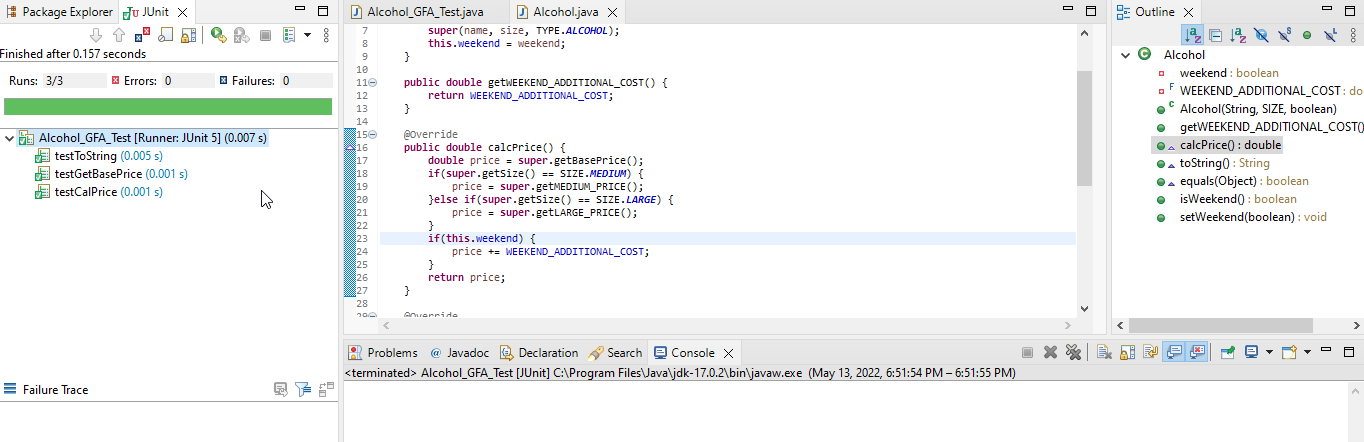 Package Explorer JUnit
Finished after 0.157 seconds
Runs: 3/3 Errors: 0 Failures: 0
Alcohol_GFA_Test [Runner: JUnit 5] (0.007 s)
testToString (0.005 s)
testGetBasePrice (0.001 s)
testCalPrice (0.001 s)
Failure Trace
Alcohol_GFA_Test.java Alcohol.java
7 super(name, size, TYPE.ALCOHOL);
8 this.weekend = weekend;
9 }
10
11 public double getWEEKEND_ADDITIONAL_COST() {
12 return WEEKEND_ADDITIONAL_COST;
13 }
14
15 @Override
16 public double calcPrice() {
17 double price = super.getBasePrice();
18 if(super.getSize() == SIZE.MEDIUM) {
19 price = super.getMEDIUM_PRICE();
20 }else if(super.getSize() == SIZE.LARGE) {
21 price = super.getLARGE_PRICE();
22 }
23 if(this.weekend) {
24 price += WEEKEND_ADDITIONAL_COST;
25 }
26 return price;
27 }
28
29 @Override
Problems @ Javadoc Declaration Search Console
<terminated> Alcohol_GFA_Test [JUnit] C:\Program Files\Java\jdk-17.0.2\bin\javaw.exe (May 13, 2022, 6:51:54 PM – 6:51:55 PM)
Outline
Alcohol
weekend : boolean
WEEKEND_ADDITIONAL_COST : do
Alcohol(String, SIZE, boolean)
getWEEKEND_ADDITIONAL_COST()
calcPrice() : double
toString() : String
equals(Object) : boolean
isWeekend() : boolean
setWeekend(boolean) : void